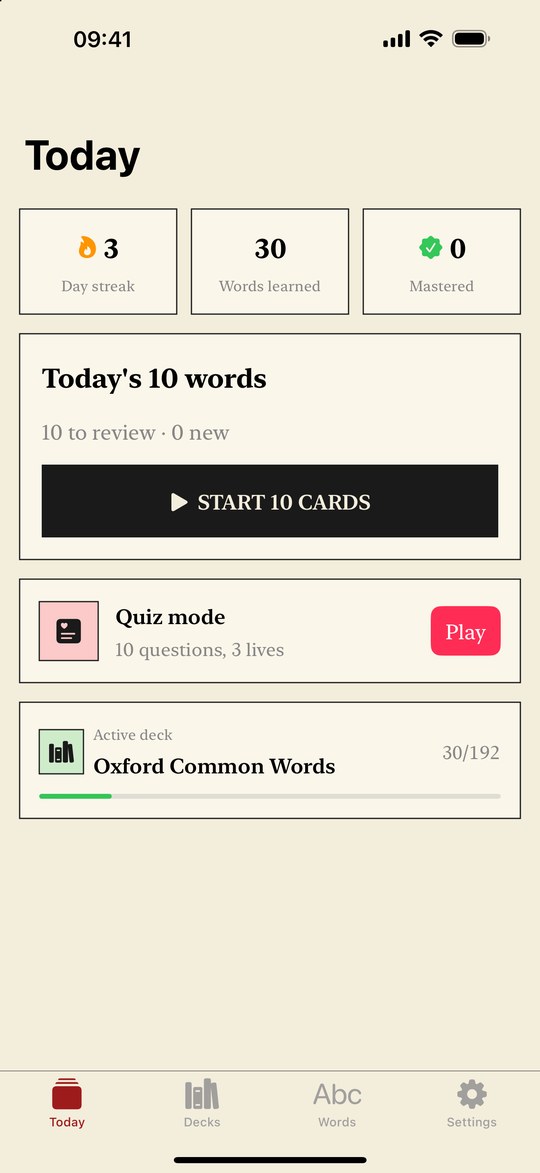 09:41
Today
3
Day streak
30
Words learned
0
Mastered
Today's 10 words
10 to review · 0 new
START 10 CARDS
Quiz mode
10 questions, 3 lives
Play
Active deck
Oxford Common Words
30/192
Today
Decks
Abc
Words
Settings